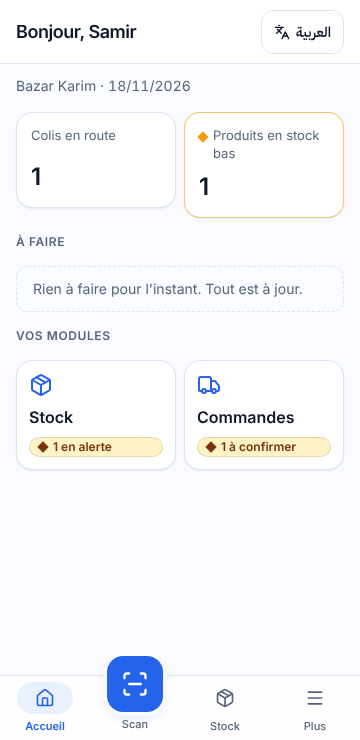 Bonjour, Samir
العربية
Bazar Karim · 18/11/2026
Colis en route
1
Produits en stock
bas
1
À FAIRE
Rien à faire pour l'instant. Tout est à jour.
VOS MODULES
Stock
1 en alerte
Commandes
1 à confirmer
Accueil
Scan
Stock
Plus